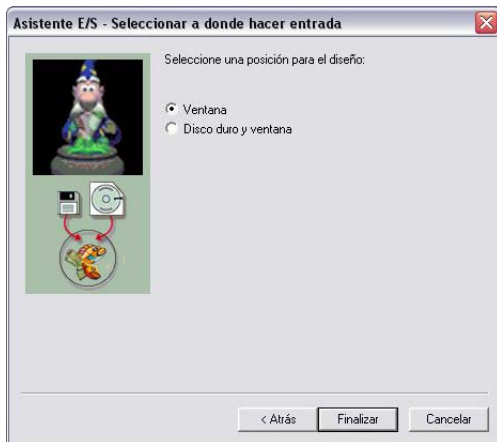 Asistente E/S - Seleccionar a donde hacer entrada
Seleccione una posición para el diseño:
Ventana
Disco duro y ventana
< Atrás
Finalizar
Cancelar